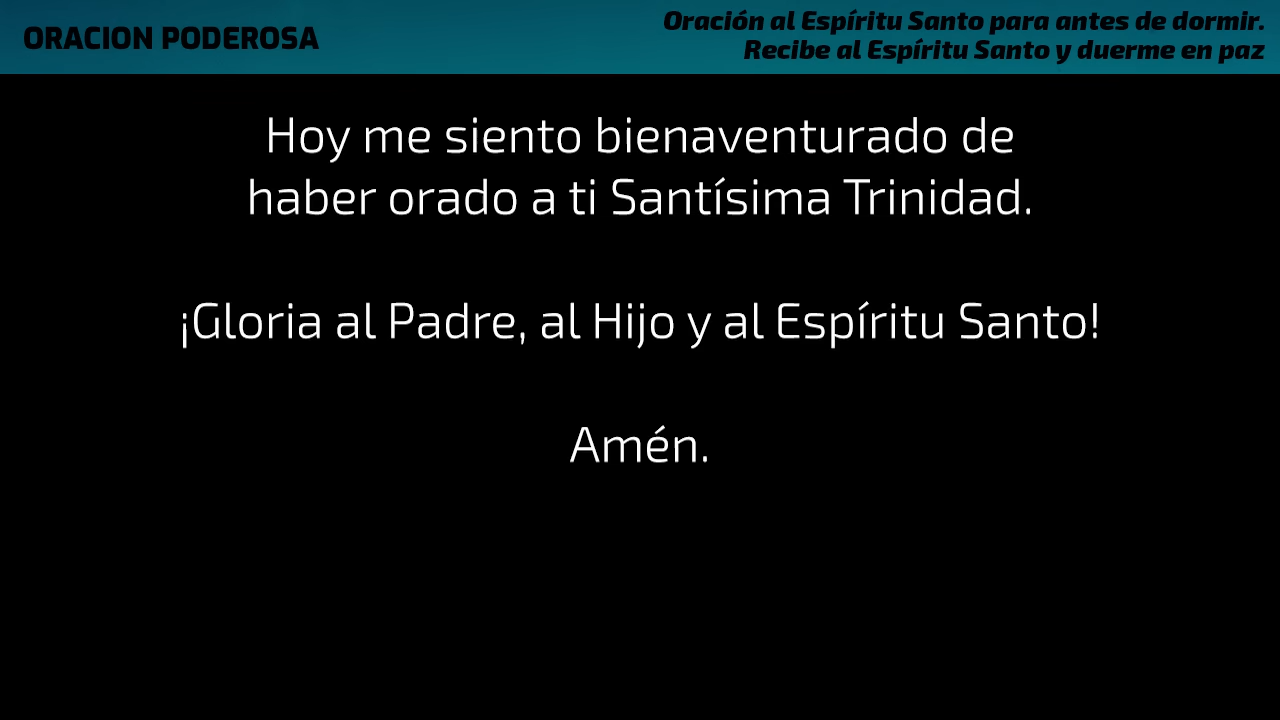 ORACION PODEROSA
Oración al Espíritu Santo para antes de dormir.
Recibe al Espíritu Santo y duerme en paz
Hoy me siento bienaventurado de
haber orado a ti Santísima Trinidad.
¡Gloria al Padre, al Hijo y al Espíritu Santo!
Amén.